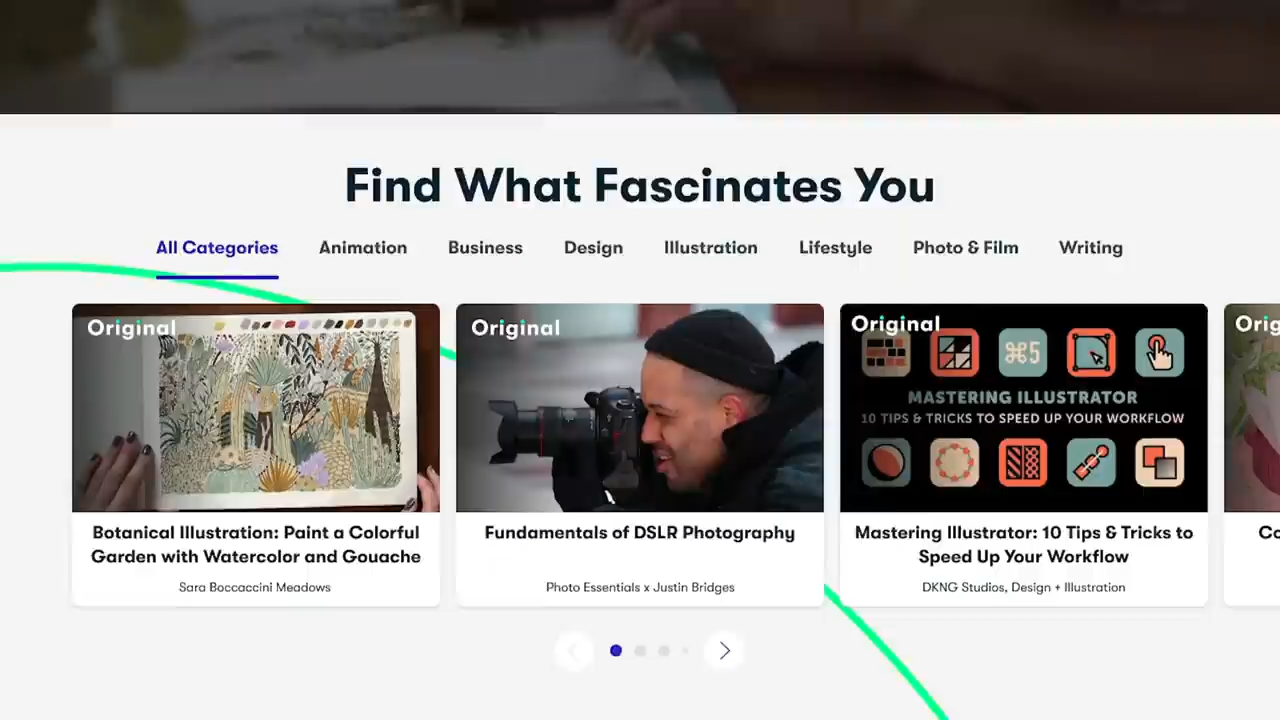 Find What Fascinates You
All Categories Animation Business Design Illustration Lifestyle Photo & Film Writing
Original
Original
Original
⌘5
MASTERING ILLUSTRATOR
10 TIPS & TRICKS TO SPEED UP YOUR WORKFLOW
Botanical Illustration: Paint a Colorful
Garden with Watercolor and Gouache
Sara Boccaccini Meadows
Fundamentals of DSLR Photography
Photo Essentials x Justin Bridges
Mastering Illustrator: 10 Tips & Tricks to
Speed Up Your Workflow
DKNG Studios, Design + Illustration